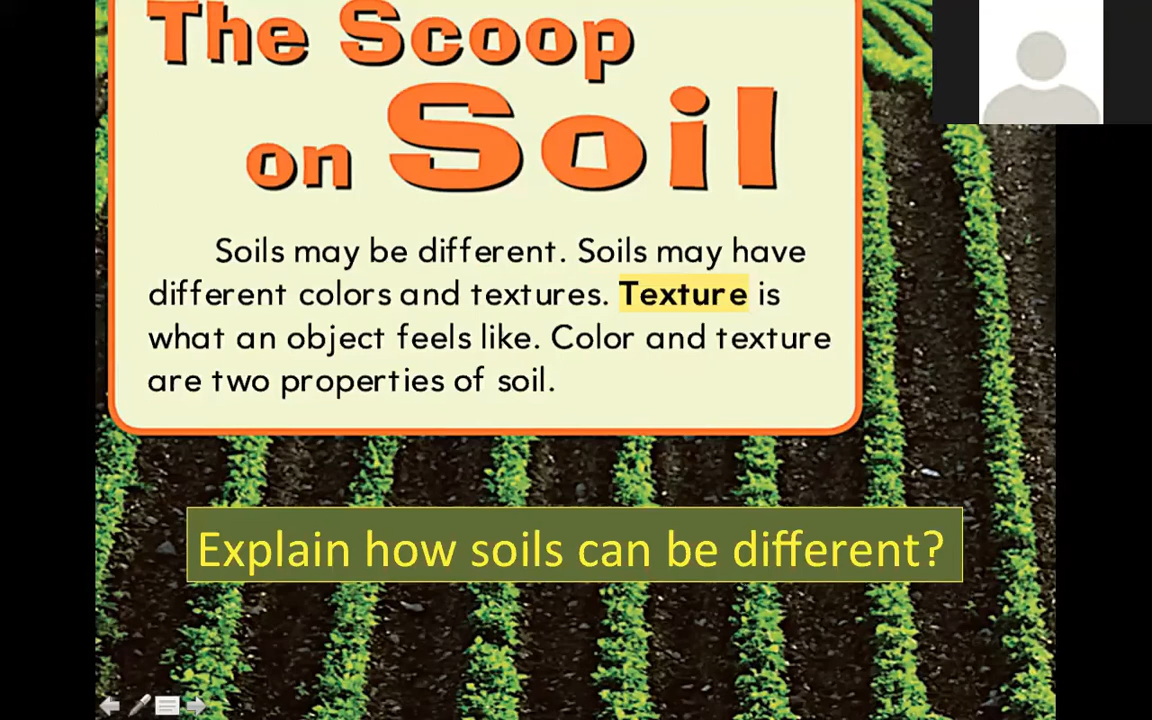 The Scoop
on Soil
Soils may be different. Soils may have
different colors and textures. Texture is
what an object feels like. Color and texture
are two properties of soil.
Explain how soils can be different?